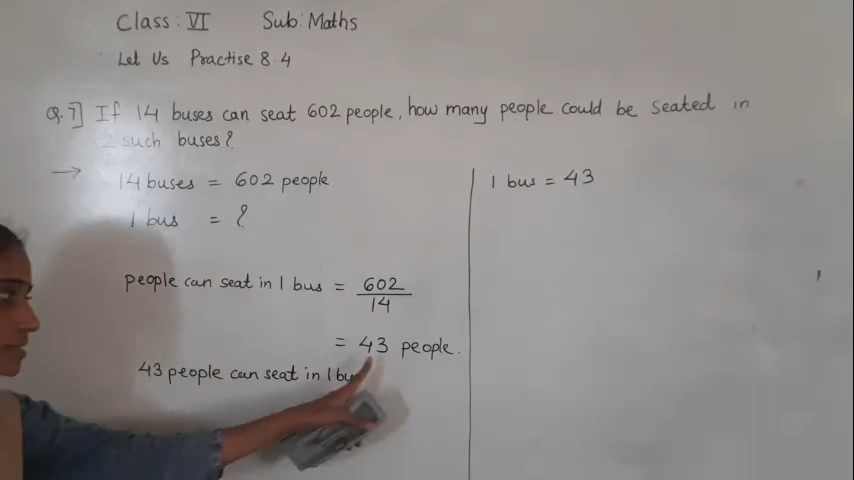 Class: VI Sub: Maths
Let Us Practise 8.4
Q.7] If 14 buses can seat 602 people, how many people could be seated in
2 such buses?
→ 14 buses = 602 people
1 bus = ?
people can seat in 1 bus = 602
14
= 43 people.
43 people can seat in 1 bu
1 bus = 43